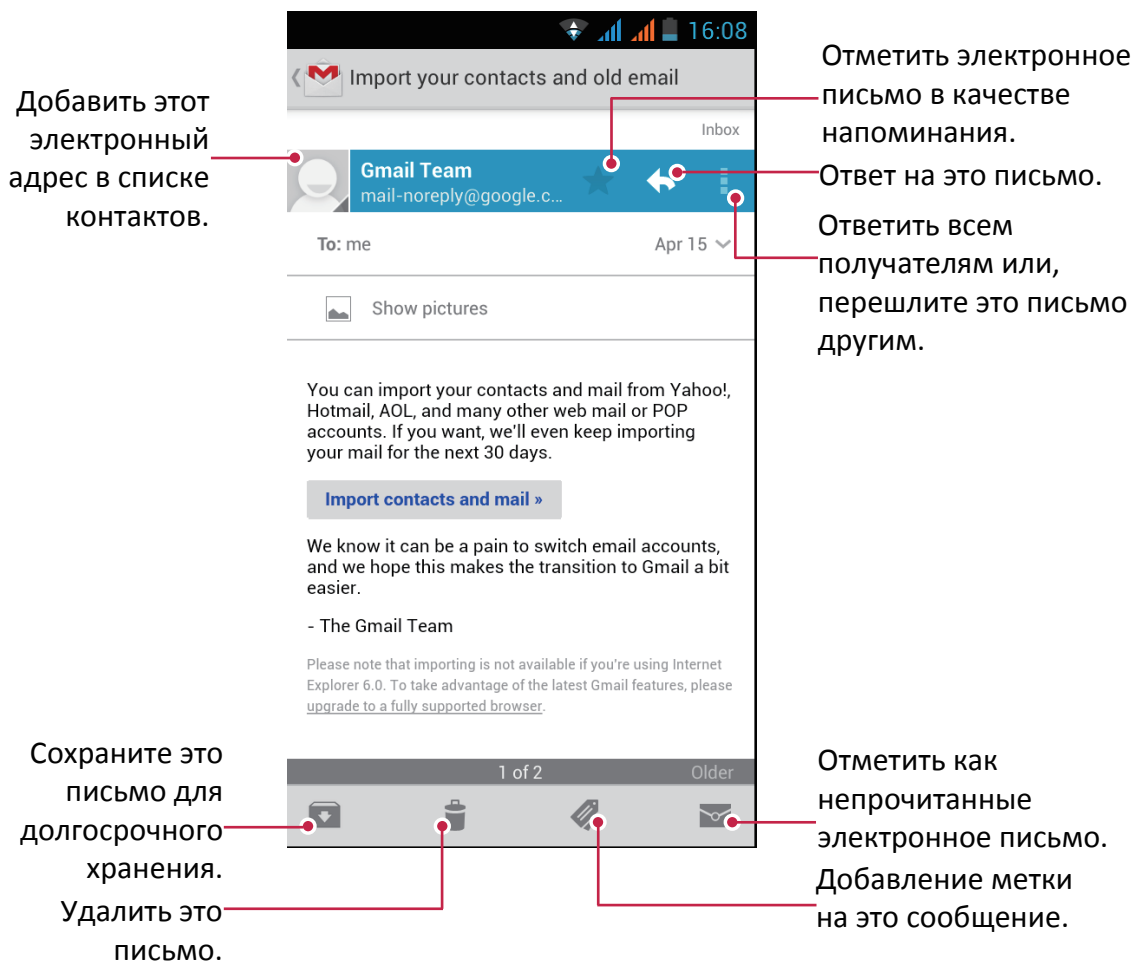 16:08
Import your contacts and old email
Inbox
Gmail Team
mail-noreply@google.c...
To: me
Apr 15
Show pictures
You can import your contacts and mail from Yahoo!,
Hotmail, AOL, and many other web mail or POP
accounts. If you want, we'll even keep importing
your mail for the next 30 days.
Import contacts and mail »
We know it can be a pain to switch email accounts,
and we hope this makes the transition to Gmail a bit
easier.
- The Gmail Team
Please note that importing is not available if you're using Internet
Explorer 6.0. To take advantage of the latest Gmail features, please
upgrade to a fully supported browser.
1 of 2
Older
Добавить этот
электронный
адрес в списке
контактов.
Отметить электронное
письмо в качестве
напоминания.
Ответ на это письмо.
Ответить всем
получателям или,
перешлите это письмо
другим.
Сохраните это
письмо для
долгосрочного
хранения.
Удалить это
письмо.
Отметить как
непрочитанные
электронное письмо.
Добавление метки
на это сообщение.